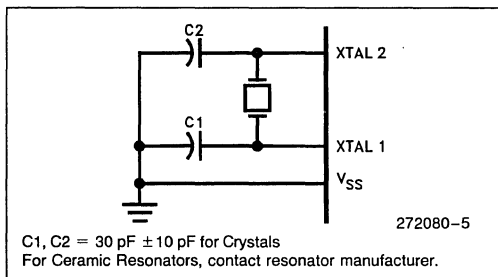 C2
XTAL 2
C1
XTAL 1
VSS
272080-5
C1, C2 = 30 pF ±10 pF for Crystals
For Ceramic Resonators, contact resonator manufacturer.